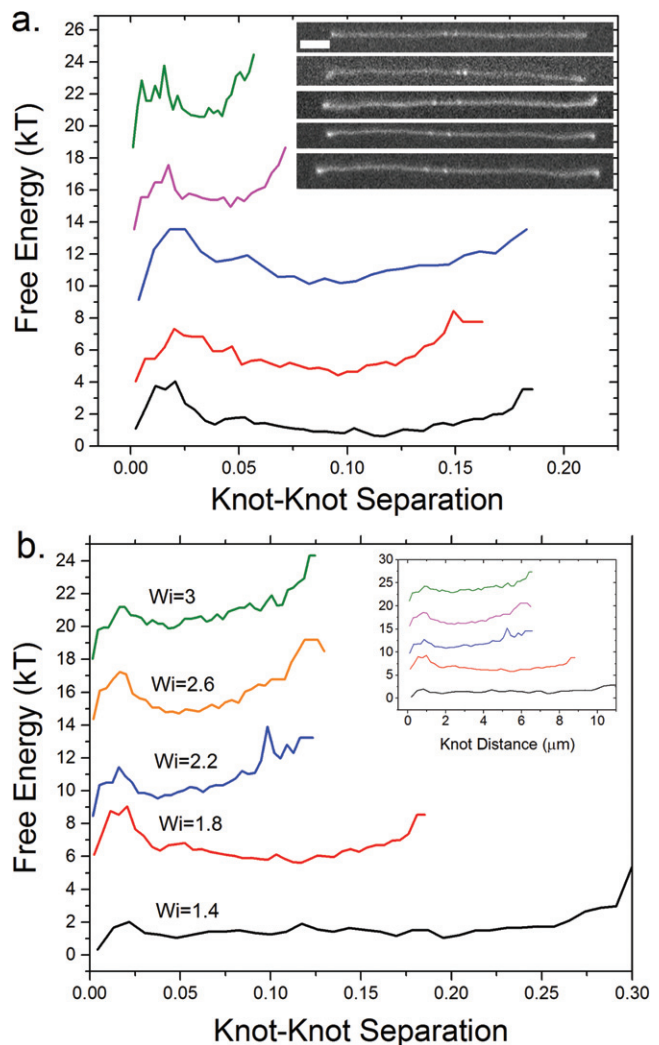 a.
26
24
22
20
18
16
14
12
10
8
6
4
2
0
Free Energy (kT)
0.00 0.05 0.10 0.15 0.20
Knot-Knot Separation
b.
24
22
20
18
16
14
12
10
8
6
4
2
0
Free Energy (kT)
Wi=3
Wi=2.6
Wi=2.2
Wi=1.8
Wi=1.4
30
25
20
15
10
5
0
0 2 4 6 8 10
Knot Distance (μm)
0.00 0.05 0.10 0.15 0.20 0.25 0.30
Knot-Knot Separation